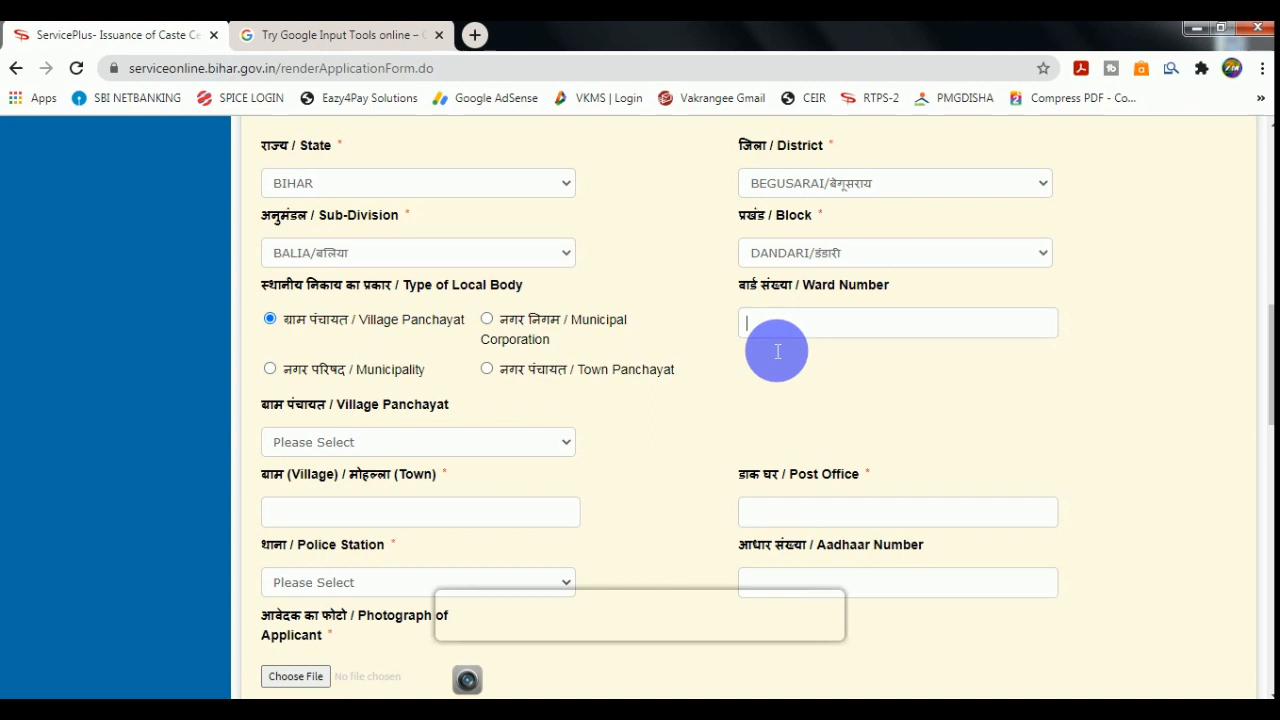 ServicePlus- Issuance of Caste Ce
Try Google Input Tools online –
serviceonline.bihar.gov.in/renderApplicationForm.do
Apps SBI NETBANKING SPICE LOGIN Eazy4Pay Solutions Google AdSense VKMS | Login Vakrangee Gmail CEIR RTPS-2 PMGDISHA Compress PDF - Co... »
राज्य / State * जिला / District *
BIHAR BEGUSARAI/बेगूसराय
अनुमंडल / Sub-Division * प्रखंड / Block *
BALIA/बलिया DANDARI/डंडारी
स्थानीय निकाय का प्रकार / Type of Local Body वार्ड संख्या / Ward Number
ग्राम पंचायत / Village Panchayat नगर निगम / Municipal
Corporation
नगर परिषद / Municipality नगर पंचायत / Town Panchayat
ग्राम पंचायत / Village Panchayat
Please Select
ग्राम (Village) / मोहल्ला (Town) * डाक घर / Post Office *
थाना / Police Station * आधार संख्या / Aadhaar Number
Please Select
आवेदक का फोटो / Photograph of
Applicant *
Choose File No file chosen